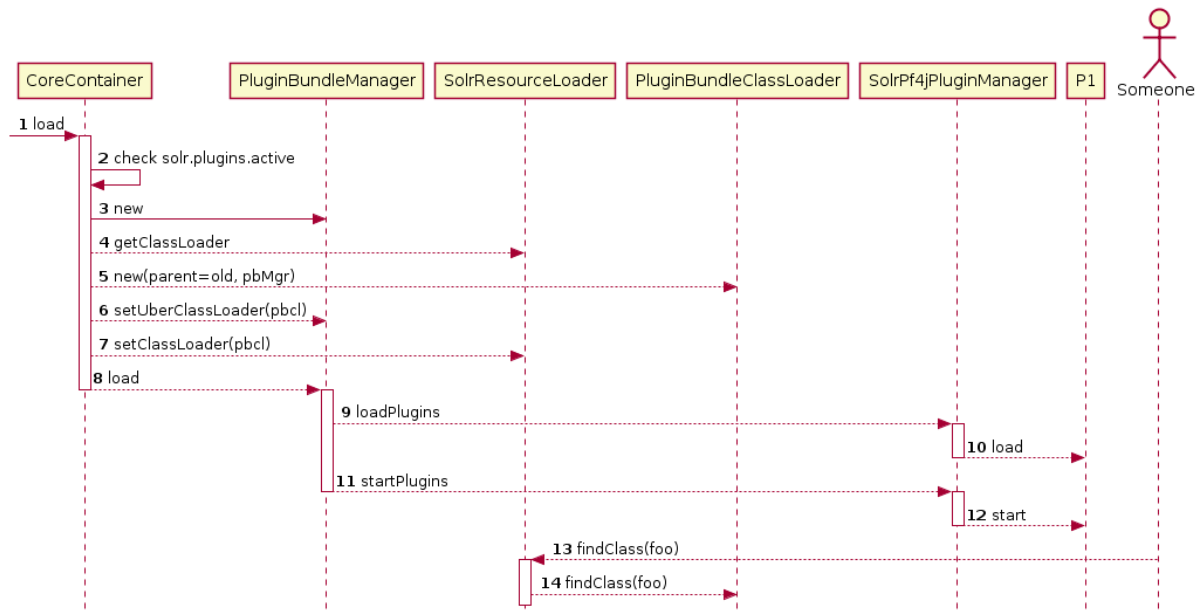 CoreContainer
PluginBundleManager
SolrResourceLoader
PluginBundleClassLoader
SolrPf4jPluginManager
P1
Someone
1 load
2 check solr.plugins.active
3 new
4 getClassLoader
5 new(parent=old, pbMgr)
6 setUberClassLoader(pbcl)
7 setClassLoader(pbcl)
8 load
9 loadPlugins
10 load
11 startPlugins
12 start
13 findClass(foo)
14 findClass(foo)